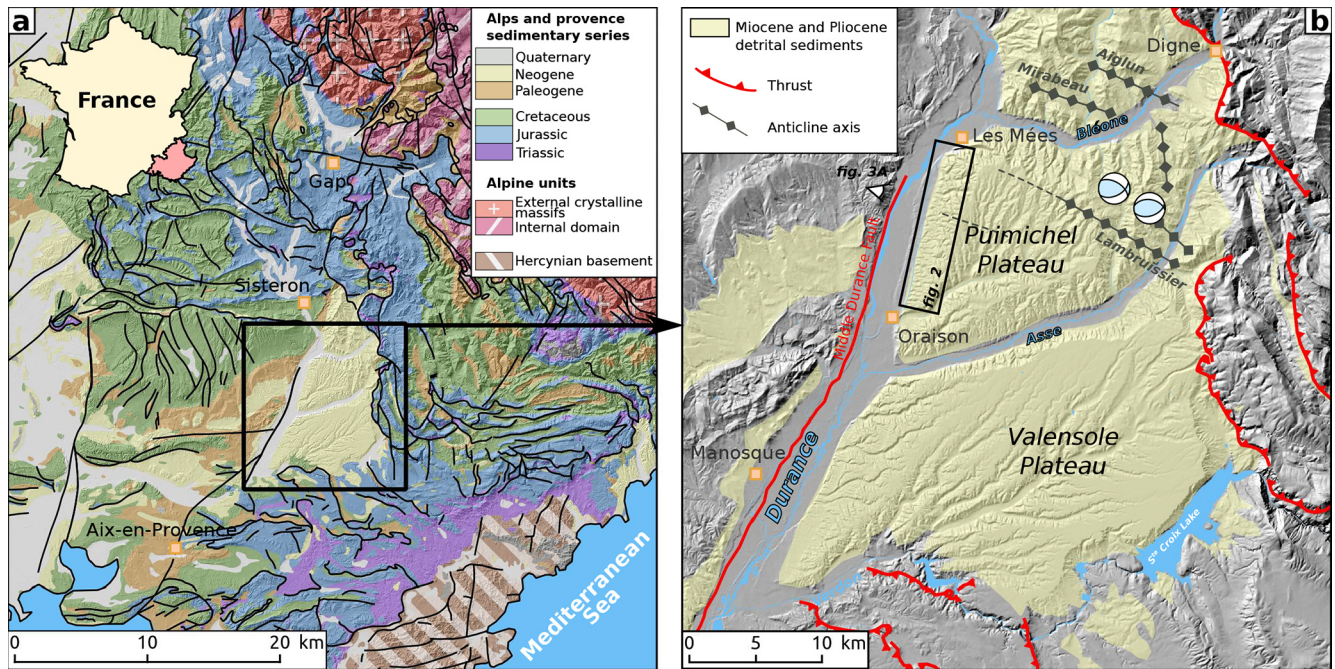 a
France
Alps and provence
sedimentary series
Quaternary
Neogene
Paleogene
Cretaceous
Jurassic
Triassic
Alpine units
External crystalline
massifs
Internal domain
Hercynian basement
Gap
Sisteron
Aix-en-Provence
Mediterranean
Sea
0 10 20 km
b
Miocene and Pliocene
detrital sediments
Thrust
Anticline axis
Digne
Aiglun
Mirabeau
Bléone
Les Mées
fig. 3A
Middle Durance Fault
fig. 2
Puimichel
Plateau
Lambruissier
Oraison
Asse
Valensole
Plateau
Manosque
Durance
Ste Croix Lake
0 5 10 km